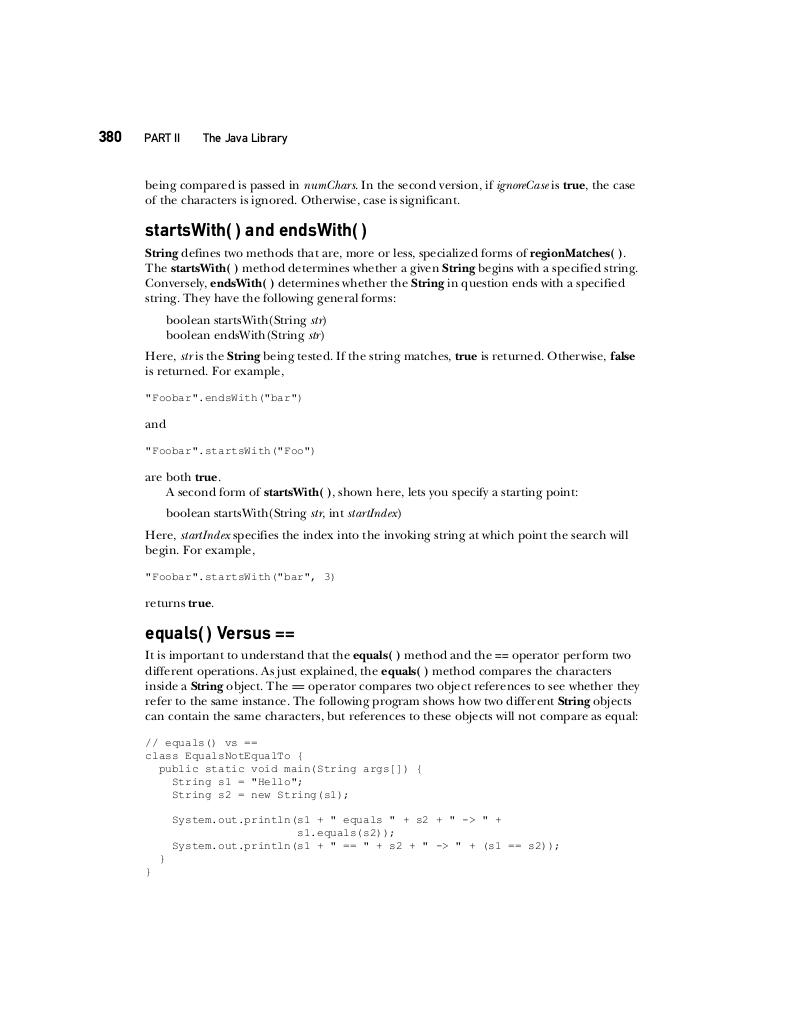 380 PART II The Java Library
being compared is passed in numChars. In the second version, if ignoreCase is true, the case
of the characters is ignored. Otherwise, case is significant.
startsWith( ) and endsWith( )
String defines two methods that are, more or less, specialized forms of regionMatches( ).
The startsWith( ) method determines whether a given String begins with a specified string.
Conversely, endsWith( ) determines whether the String in question ends with a specified
string. They have the following general forms:
boolean startsWith(String str)
boolean endsWith(String str)
Here, str is the String being tested. If the string matches, true is returned. Otherwise, false
is returned. For example,
"Foobar".endsWith("bar")
and
"Foobar".startsWith("Foo")
are both true.
A second form of startsWith( ), shown here, lets you specify a starting point:
boolean startsWith(String str, int startIndex)
Here, startIndex specifies the index into the invoking string at which point the search will
begin. For example,
"Foobar".startsWith("bar", 3)
returns true.
equals( ) Versus ==
It is important to understand that the equals( ) method and the == operator perform two
different operations. As just explained, the equals( ) method compares the characters
inside a String object. The == operator compares two object references to see whether they
refer to the same instance. The following program shows how two different String objects
can contain the same characters, but references to these objects will not compare as equal:
// equals() vs ==
class EqualsNotEqualTo {
  public static void main(String args[]) {
    String s1 = "Hello";
    String s2 = new String(s1);
    System.out.println(s1 + " equals " + s2 + " -> " +
                       s1.equals(s2));
    System.out.println(s1 + " == " + s2 + " -> " + (s1 == s2));
  }
}